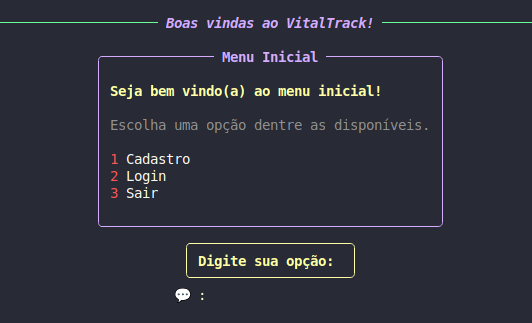 Boas vindas ao VitalTrack!
Menu Inicial
Seja bem vindo(a) ao menu inicial!
Escolha uma opção dentre as disponíveis.
1 Cadastro
2 Login
3 Sair
Digite sua opção:
💬 :